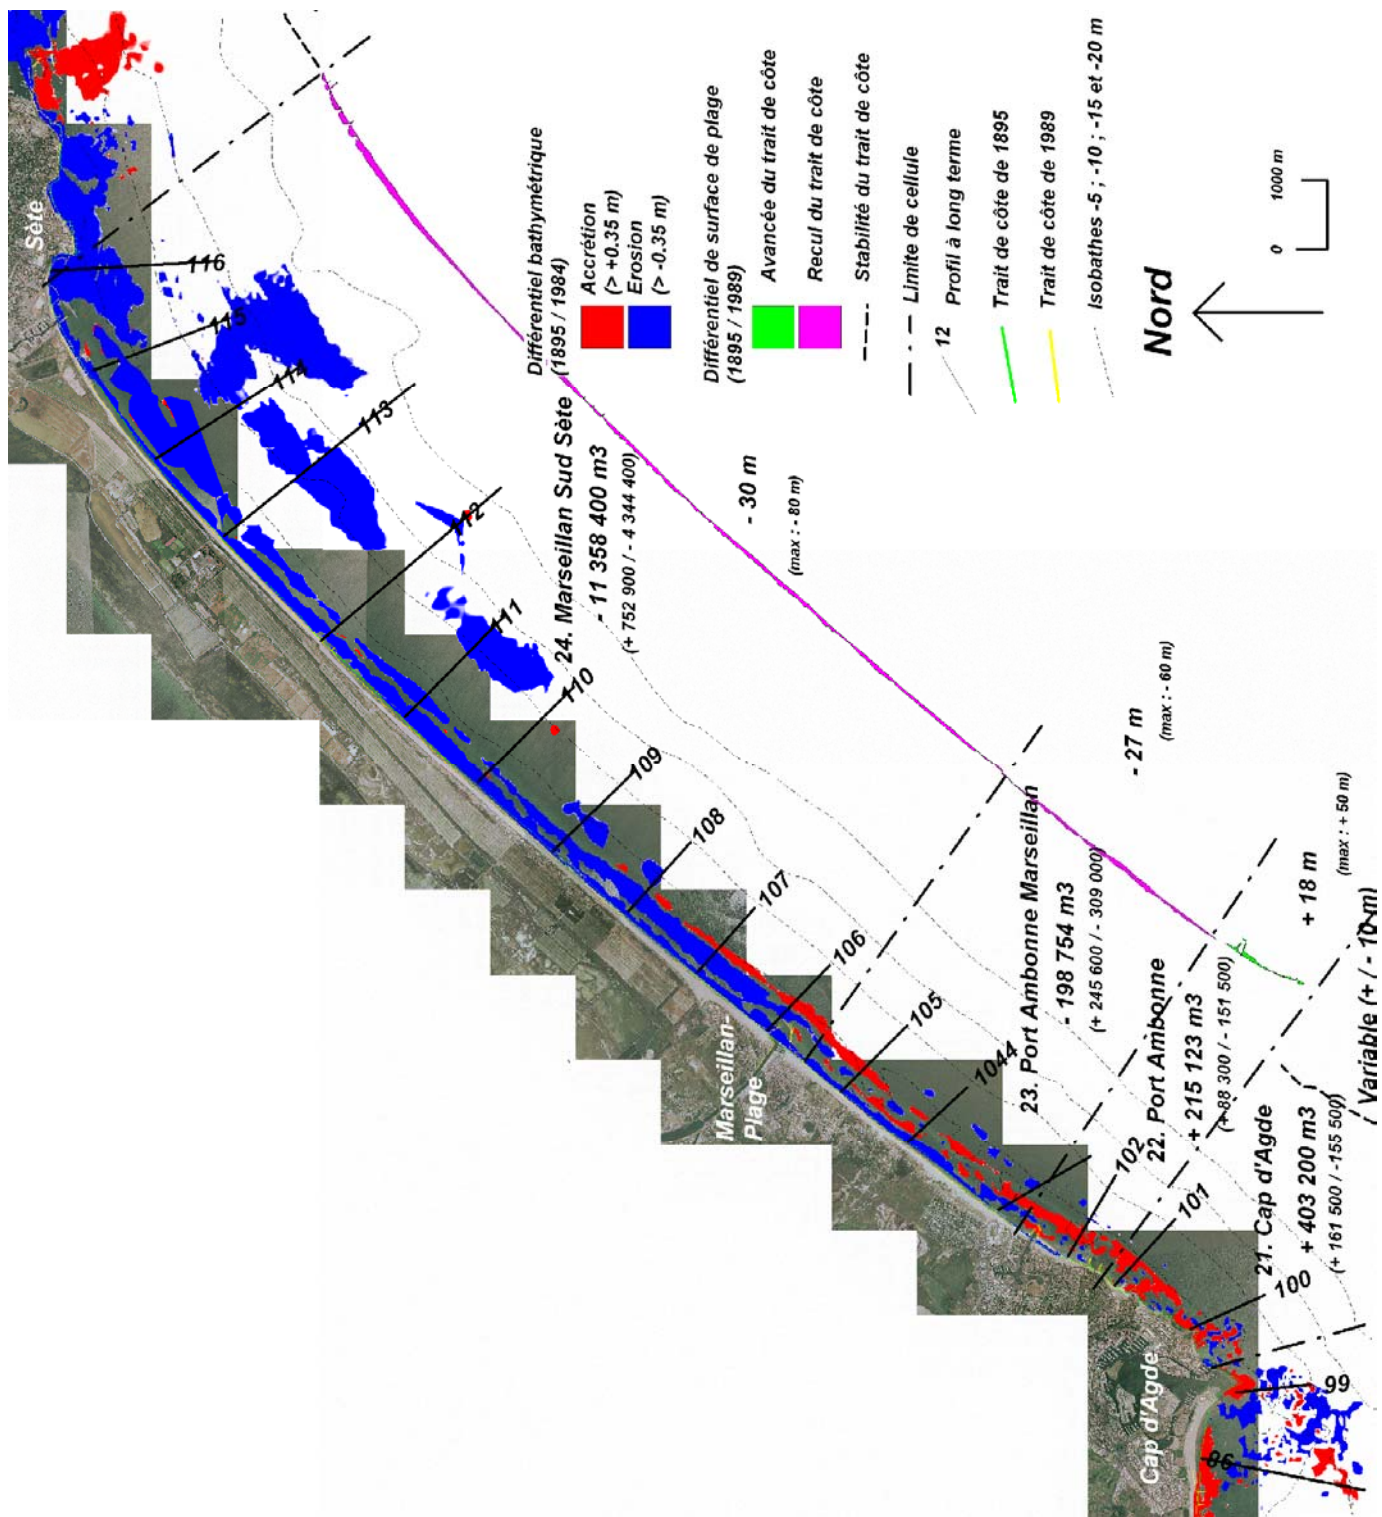 Sète
116
115
114
113
112
111
110
109
108
107
106
105
1044
102
101
100
99
Marseillan-
Plage
Cap d'Agde
24. Marseillan Sud Sète
- 11 358 400 m3
(+ 752 900 / - 4 344 400)
- 30 m
(max : - 80 m)
23. Port Ambonne Marseillan
- 198 754 m3
(+ 245 600 / - 309 000)
- 27 m
(max : - 60 m)
22. Port Ambonne
+ 215 123 m3
(+ 88 300 / - 151 500)
+ 18 m
(max : + 50 m)
21. Cap d'Agde
+ 403 200 m3
(+ 161 500 / -155 500)
Variable (+ / - 10 m)
Différentiel bathymétrique
(1895 / 1984)
Accrétion
(> +0.35 m)
Erosion
(> -0.35 m)
Différentiel de surface de plage
(1895 / 1989)
Avancée du trait de côte
Recul du trait de côte
Stabilité du trait de côte
Limite de cellule
12
Profil à long terme
Trait de côte de 1895
Trait de côte de 1989
Isobathes -5 ; -10 ; -15 et -20 m
0
1000 m
Nord